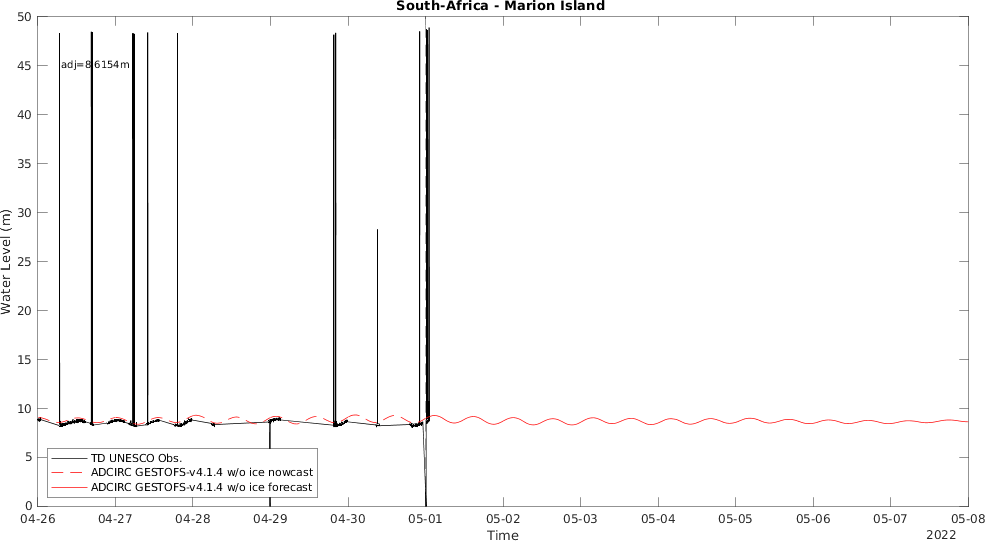 South-Africa - Marion Island
50
45
40
35
30
25
20
15
10
5
0
Water Level (m)
adj=8.6154m
TD UNESCO Obs.
ADCIRC GESTOFS-v4.1.4 w/o ice nowcast
ADCIRC GESTOFS-v4.1.4 w/o ice forecast
04-26 04-27 04-28 04-29 04-30 05-01 05-02 05-03 05-04 05-05 05-06 05-07 05-08
Time
2022